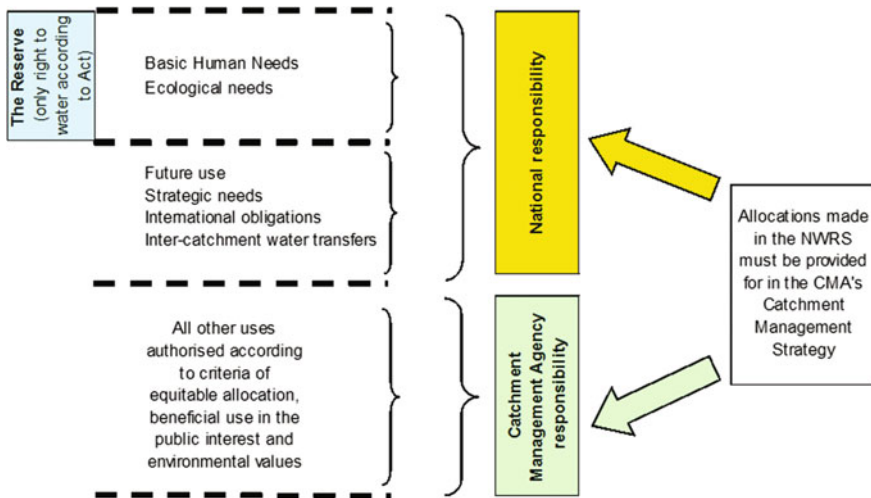 The Reserve
(only right to
water according
to Act)
Basic Human Needs
Ecological needs
Future use
Strategic needs
International obligations
Inter-catchment water transfers
All other uses
authorised according
to criteria of
equitable allocation,
beneficial use in the
public interest and
environmental values
National responsibility
Catchment
Management Agency
responsibility
Allocations made
in the NWRS
must be provided
for in the CMA's
Catchment
Management
Strategy